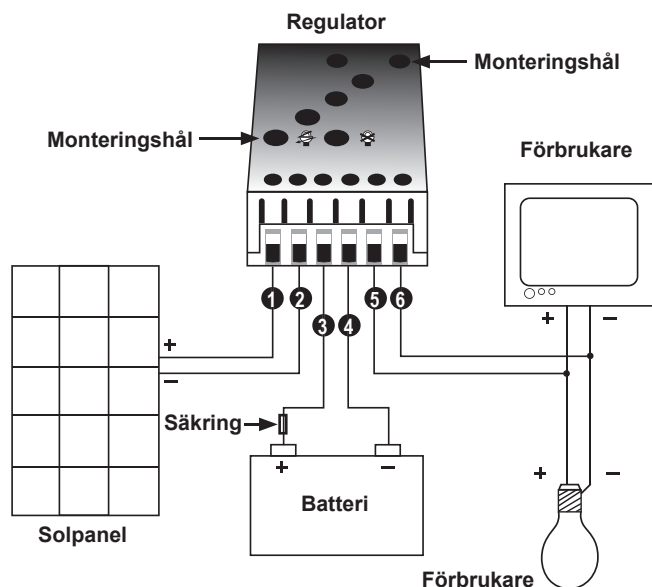 Regulator
Monteringshål
Monteringshål
Förbrukare
1 2 3 4 5 6
+ −
+
−
Säkring
+ −
+ −
Batteri
Solpanel
Förbrukare